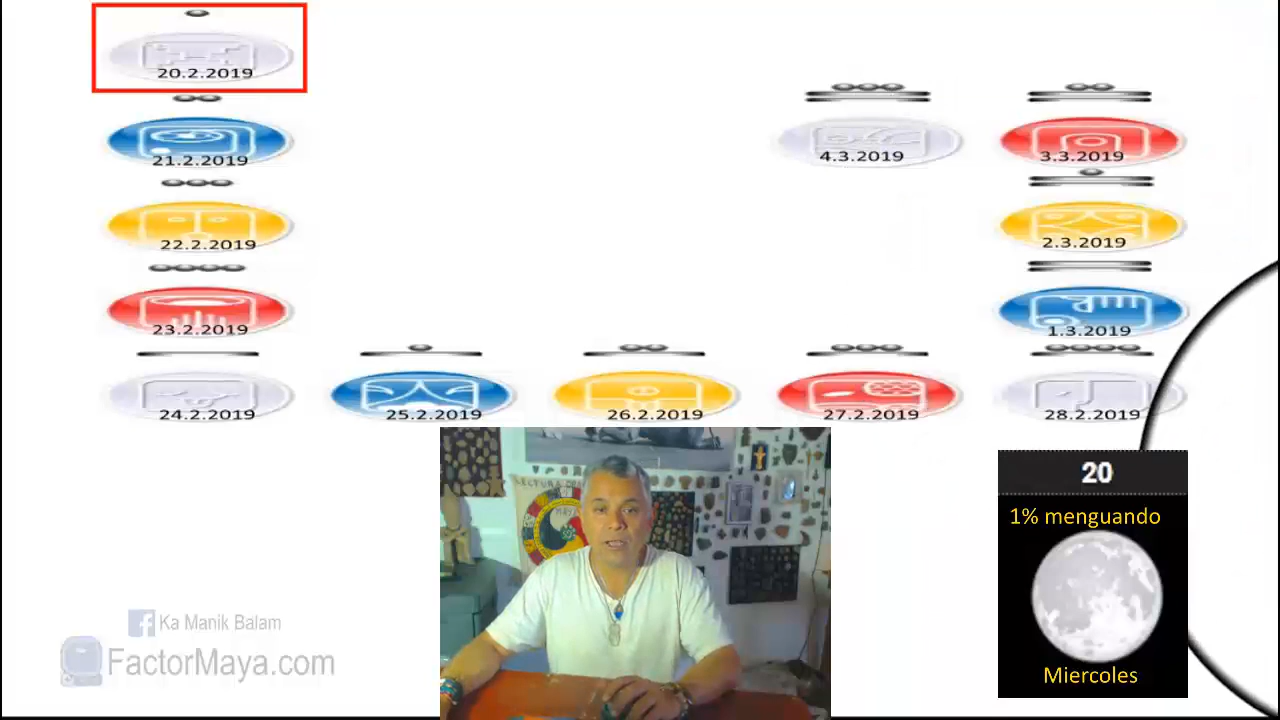 20.2.2019
21.2.2019
4.3.2019
3.3.2019
22.2.2019
2.3.2019
23.2.2019
1.3.2019
24.2.2019
25.2.2019
26.2.2019
27.2.2019
28.2.2019
LECTURA
MAYA
20
1% menguando
Miercoles
Ka Manik Balam
FactorMaya.com